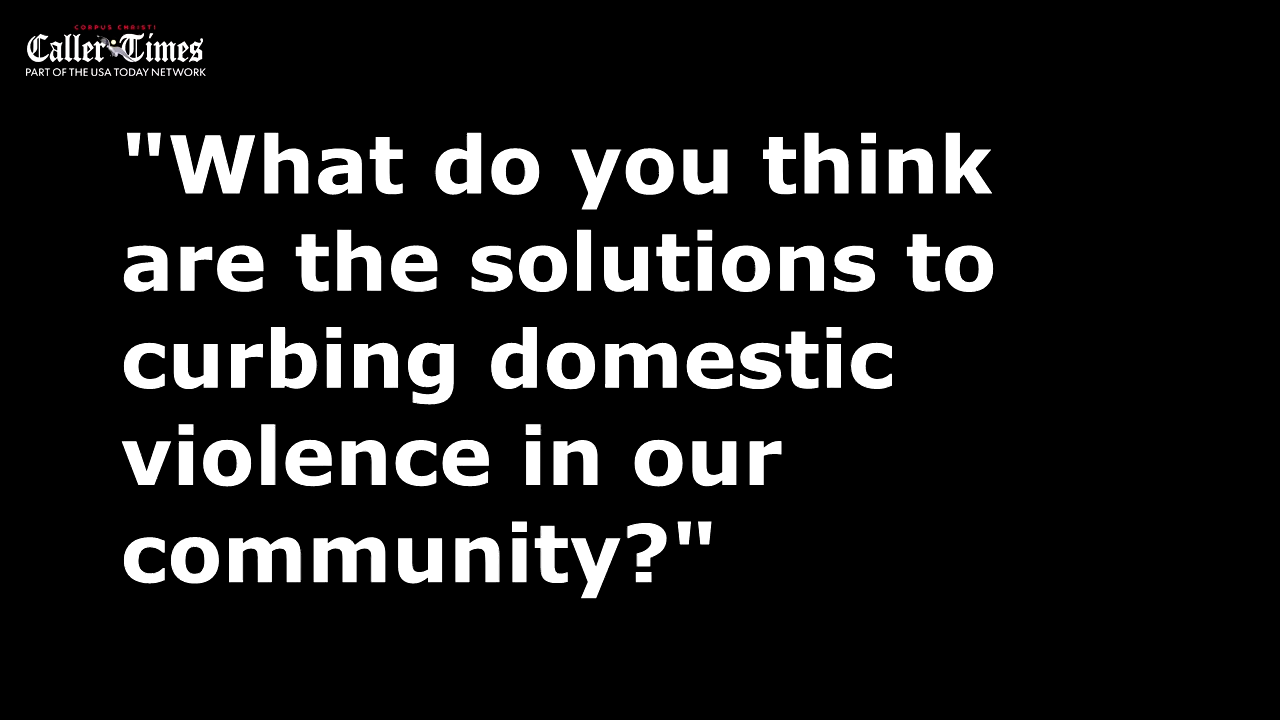 CORPUS CHRISTI
Caller Times
PART OF THE USA TODAY NETWORK
"What do you think
are the solutions to
curbing domestic
violence in our
community?"